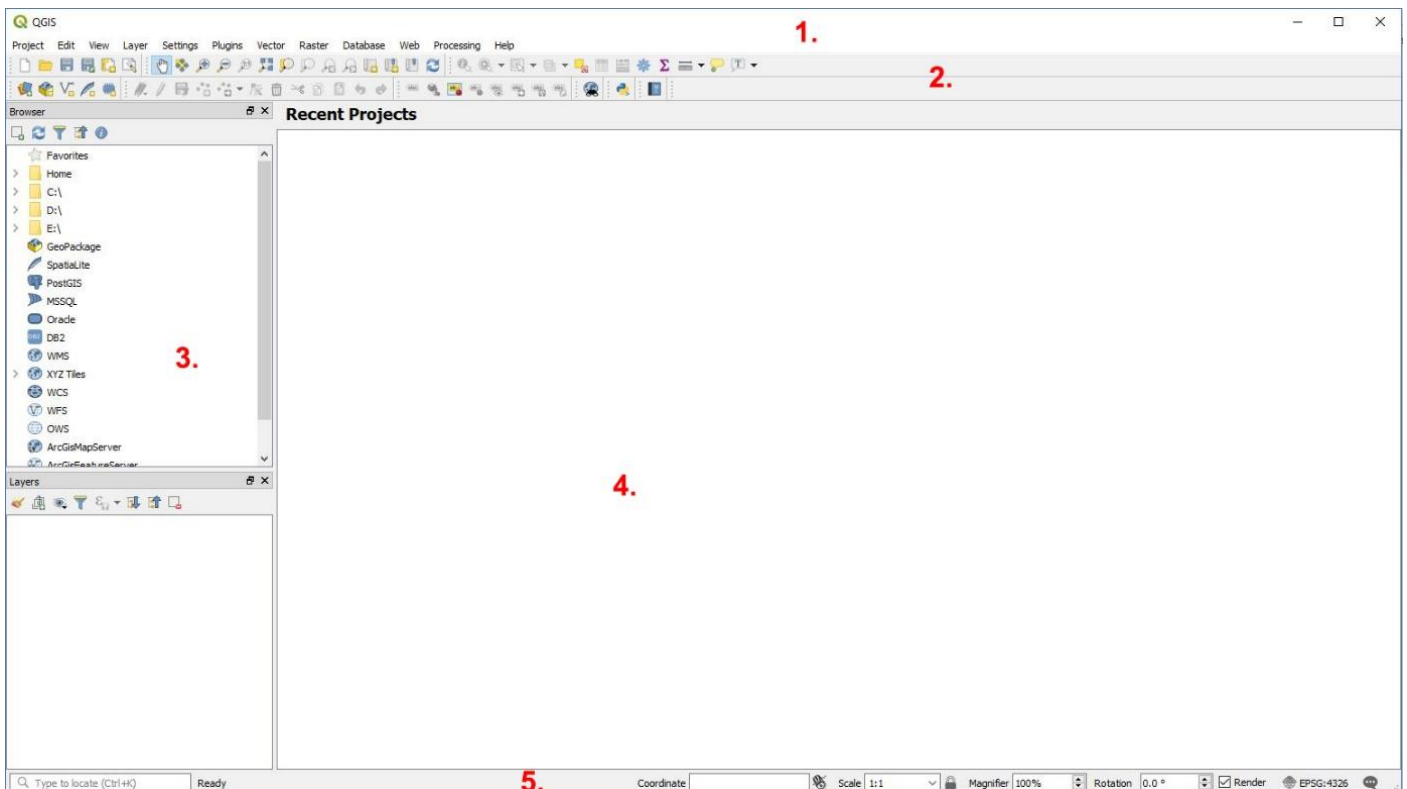 QGIS
1.
Project Edit View Layer Settings Plugins Vector Raster Database Web Processing Help
2.
Browser
Recent Projects
Favorites
Home
C:\
D:\
E:\
GeoPackage
SpatiaLite
PostGIS
MSSQL
Oracle
DB2
WMS
3.
XYZ Tiles
WCS
WFS
OWS
ArcGisMapServer
ArcGisFeatureServer
Layers
4.
5.
Type to locate (Ctrl+K) Ready Coordinate Scale 1:1 Magnifier 100% Rotation 0.0 ° Render EPSG:4326